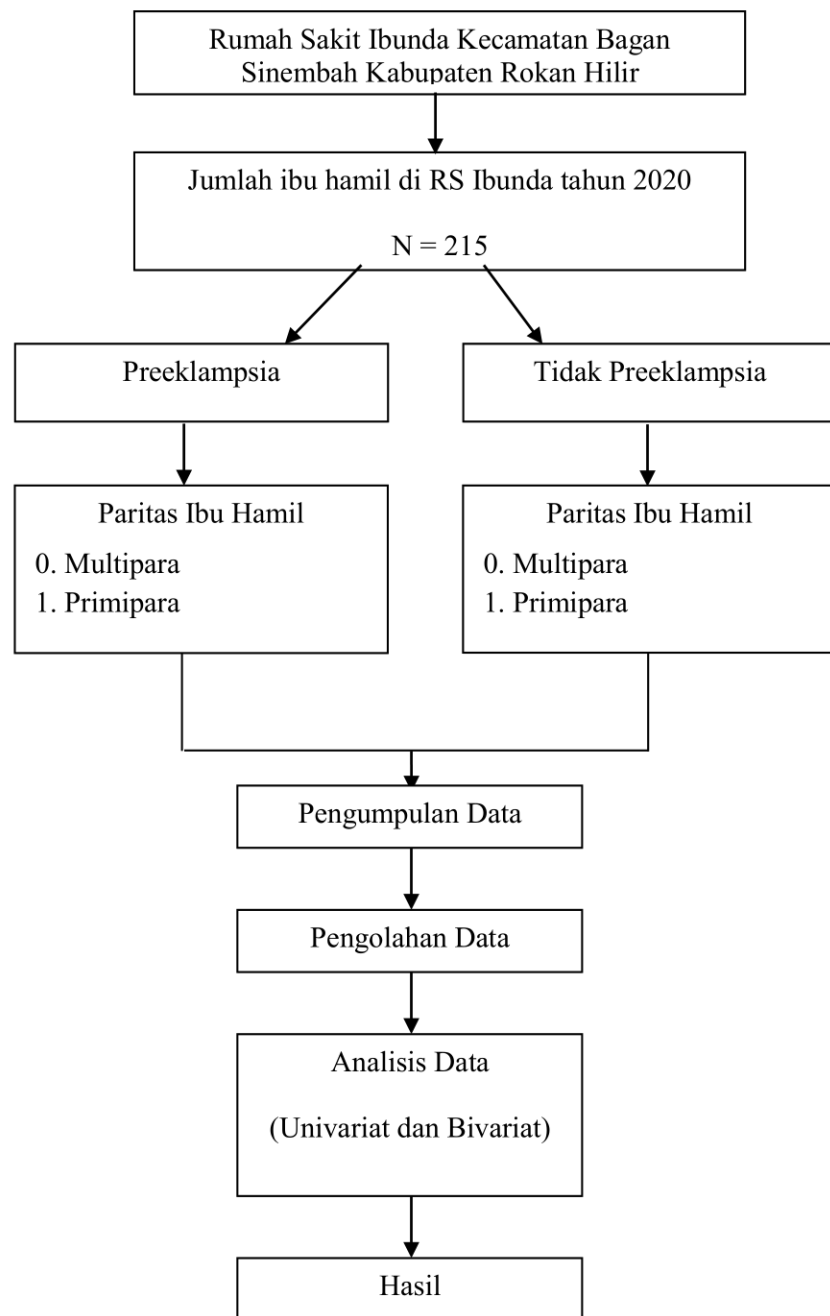 Rumah Sakit Ibunda Kecamatan Bagan
Sinembah Kabupaten Rokan Hilir
Jumlah ibu hamil di RS Ibunda tahun 2020
N = 215
Preeklampsia
Tidak Preeklampsia
Paritas Ibu Hamil
0. Multipara
1. Primipara
Paritas Ibu Hamil
0. Multipara
1. Primipara
Pengumpulan Data
Pengolahan Data
Analisis Data
(Univariat dan Bivariat)
Hasil